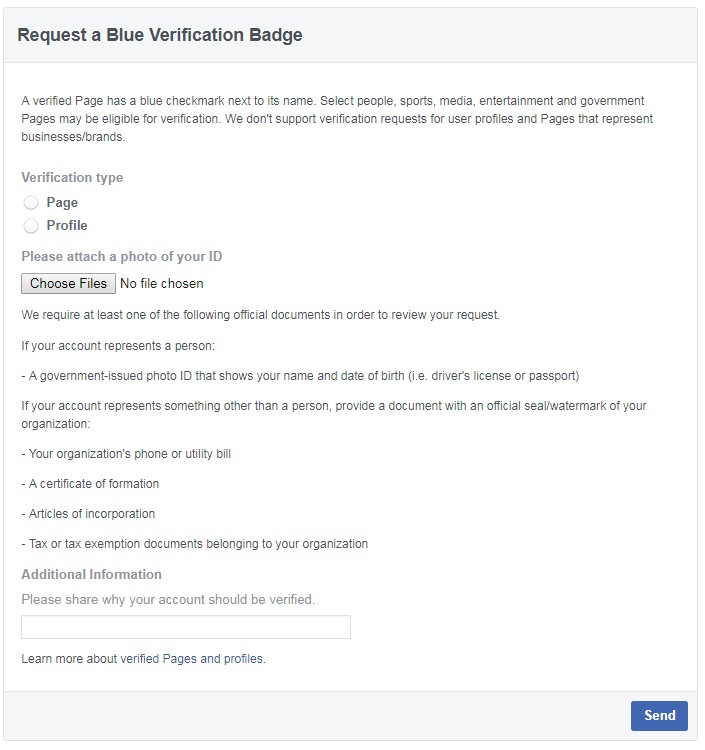 Request a Blue Verification Badge
A verified Page has a blue checkmark next to its name. Select people, sports, media, entertainment and government
Pages may be eligible for verification. We don't support verification requests for user profiles and Pages that represent
businesses/brands.
Verification type
Page
Profile
Please attach a photo of your ID
Choose Files No file chosen
We require at least one of the following official documents in order to review your request.
If your account represents a person:
- A government-issued photo ID that shows your name and date of birth (i.e. driver's license or passport)
If your account represents something other than a person, provide a document with an official seal/watermark of your
organization:
- Your organization's phone or utility bill
- A certificate of formation
- Articles of incorporation
- Tax or tax exemption documents belonging to your organization
Additional Information
Please share why your account should be verified.
Learn more about verified Pages and profiles.
Send